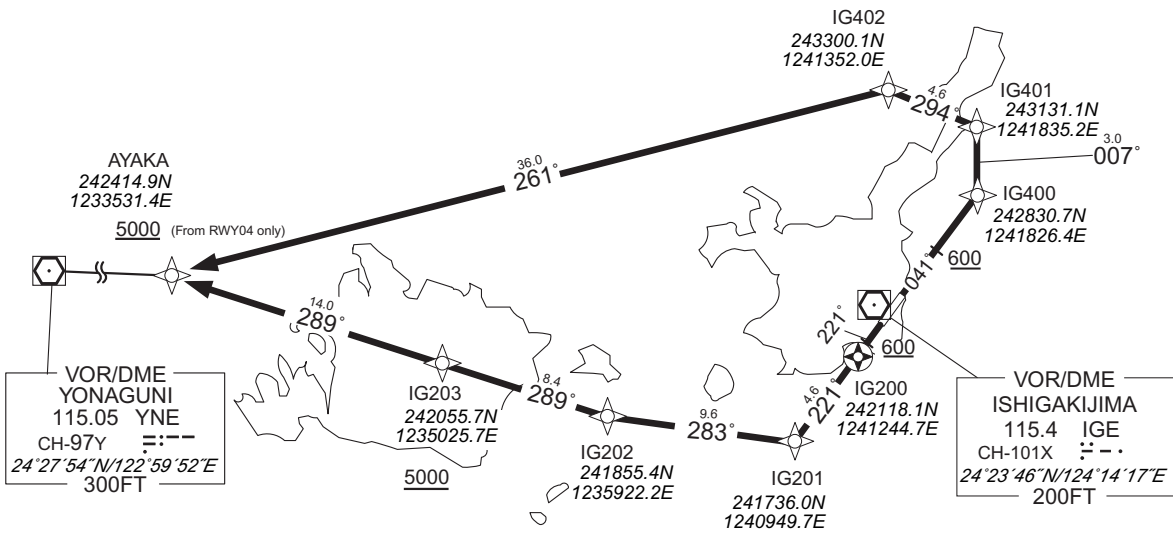 IG402
243300.1N
1241352.0E
4.6
294°
IG401
243131.1N
1241835.2E
3.0
007°
36.0
261°
AYAKA
242414.9N
1233531.4E
5000 (From RWY04 only)
IG400
242830.7N
1241826.4E
600
041°
221°
600
14.0
289°
VOR/DME
YONAGUNI
115.05 YNE
CH-97Y
24°27´54˝N/122°59´52˝E
300FT
IG203
242055.7N
1235025.7E
5000
8.4
289°
IG202
241855.4N
1235922.2E
9.6
283°
4.6
221°
IG200
242118.1N
1241244.7E
IG201
241736.0N
1240949.7E
VOR/DME
ISHIGAKIJIMA
115.4 IGE
CH-101X
24°23´46˝N/124°14´17˝E
200FT